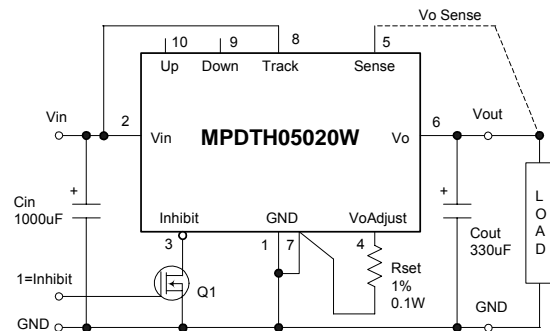 Vo Sense
10 9 8 5
Up Down Track Sense
Vin 2 Vin MPDTH05020W Vo 6 Vout
+ +
Cin
1000uF
Inhibit GND VoAdjust
3 1 7 4
Cout
330uF
L
O
A
D
Rset
1%
0.1W
1=Inhibit
Q1
GND GND